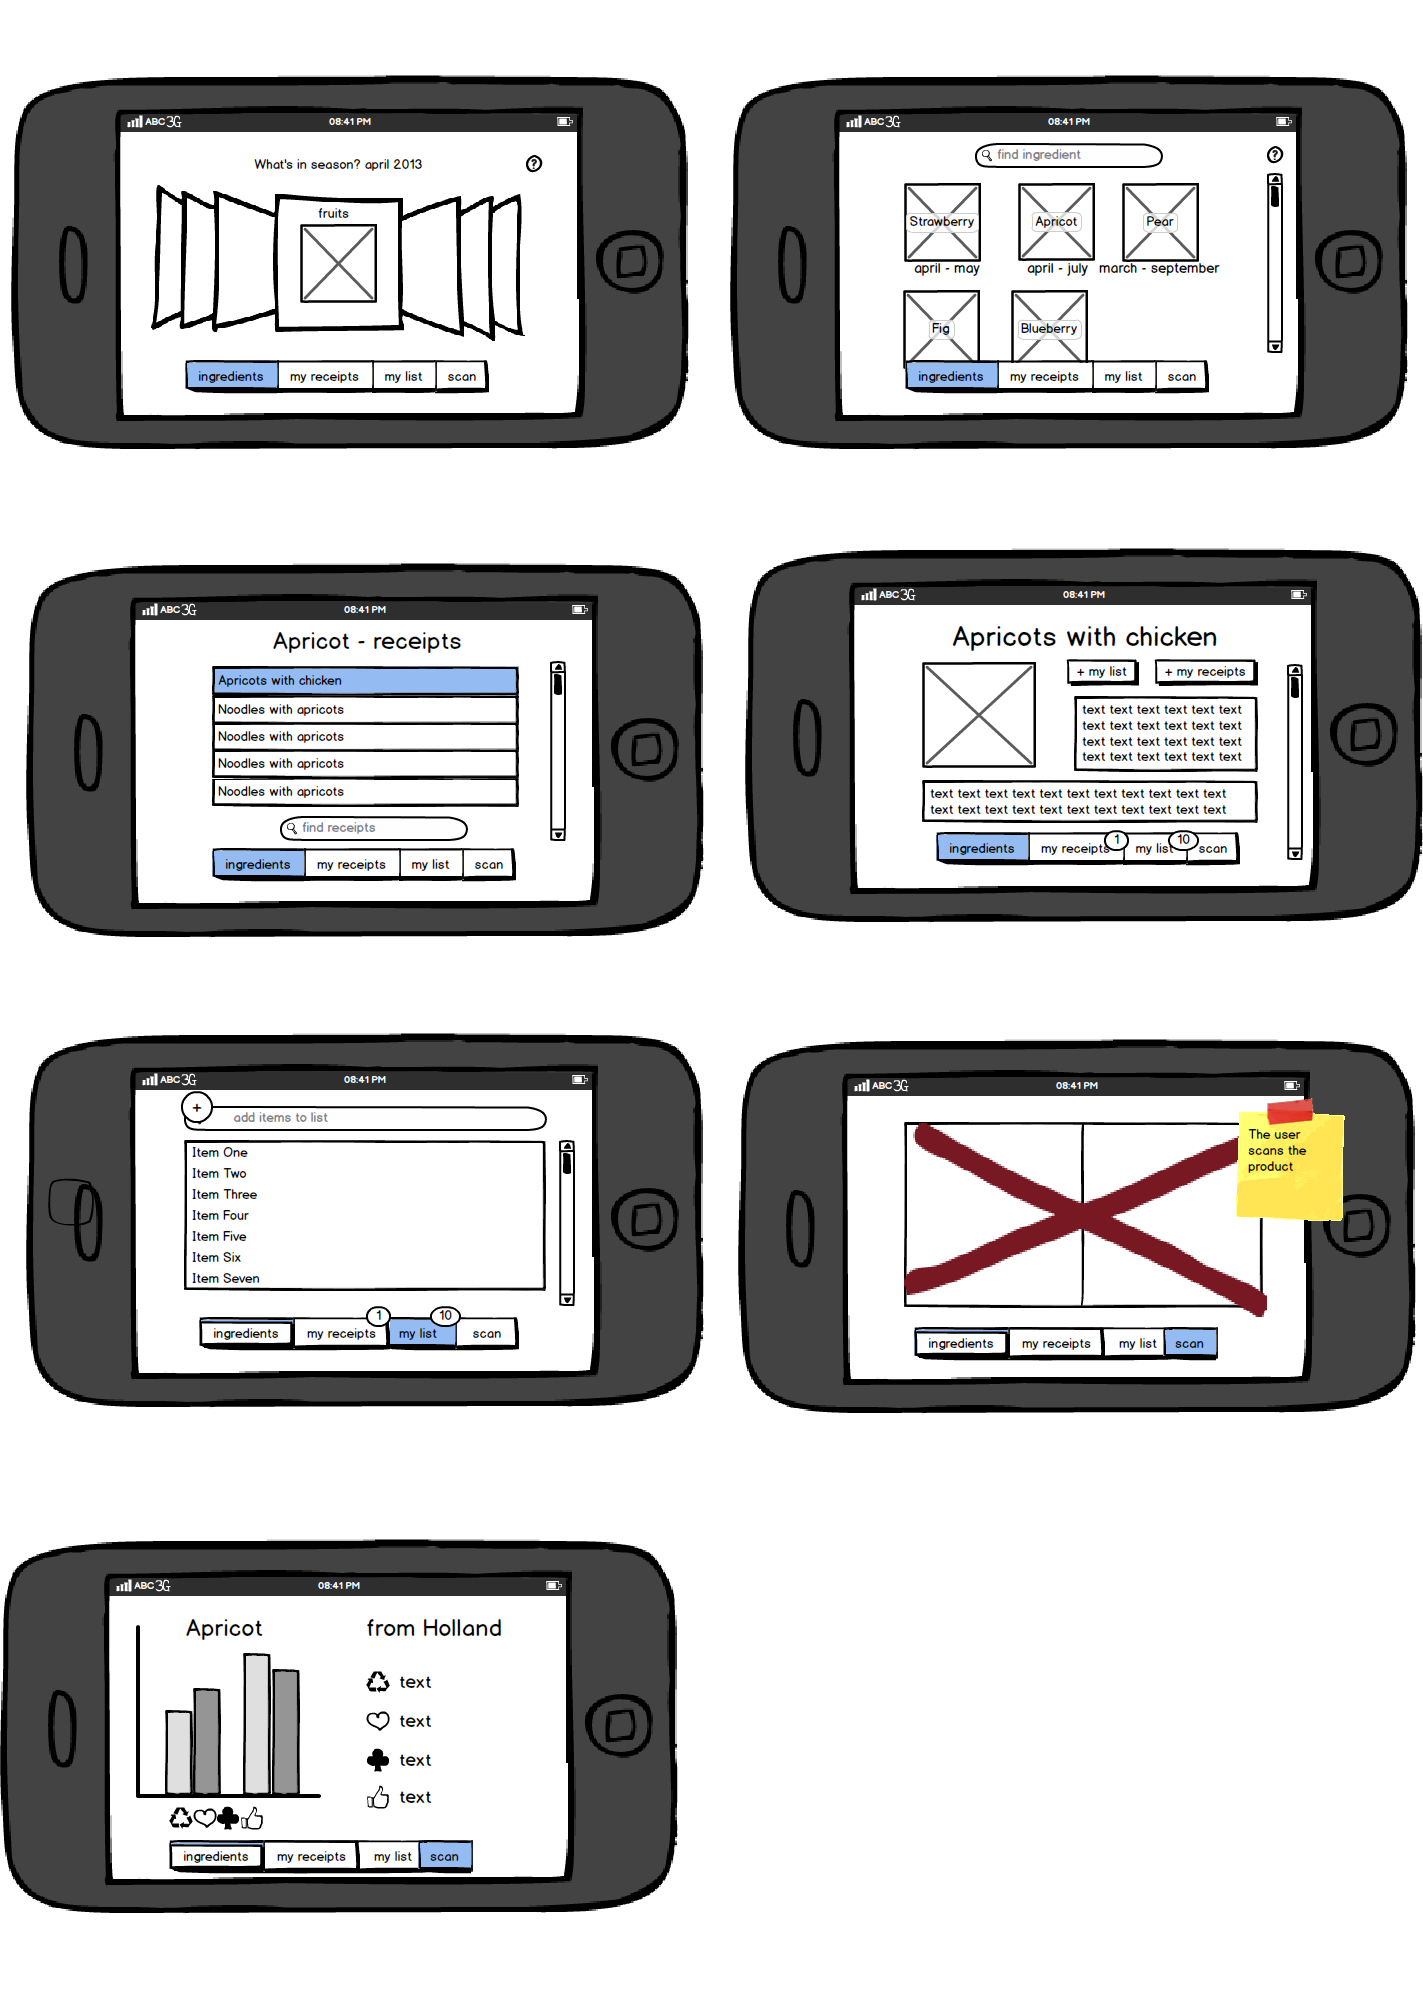 ABC 3G 08:41 PM
What's in season? april 2013 ?
fruits
ingredients my receipts my list scan
ABC 3G 08:41 PM
find ingredient ?
Strawberry Apricot Pear
april - may april - july march - september
Fig Blueberry
ingredients my receipts my list scan
ABC 3G 08:41 PM
Apricot - receipts
Apricots with chicken
Noodles with apricots
Noodles with apricots
Noodles with apricots
Noodles with apricots
find receipts
ingredients my receipts my list scan
ABC 3G 08:41 PM
Apricots with chicken
+ my list + my receipts
text text text text text text
text text text text text text
text text text text text text
text text text text text text
text text text text text text text text text text text
text text text text text text text text text text text
1 10
ingredients my receipts my list scan
ABC 3G 08:41 PM
+ add items to list
Item One
Item Two
Item Three
Item Four
Item Five
Item Six
Item Seven
1 10
ingredients my receipts my list scan
ABC 3G 08:41 PM
The user
scans the
product
ingredients my receipts my list scan
ABC 3G 08:41 PM
Apricot from Holland
text
text
text
text
ingredients my receipts my list scan